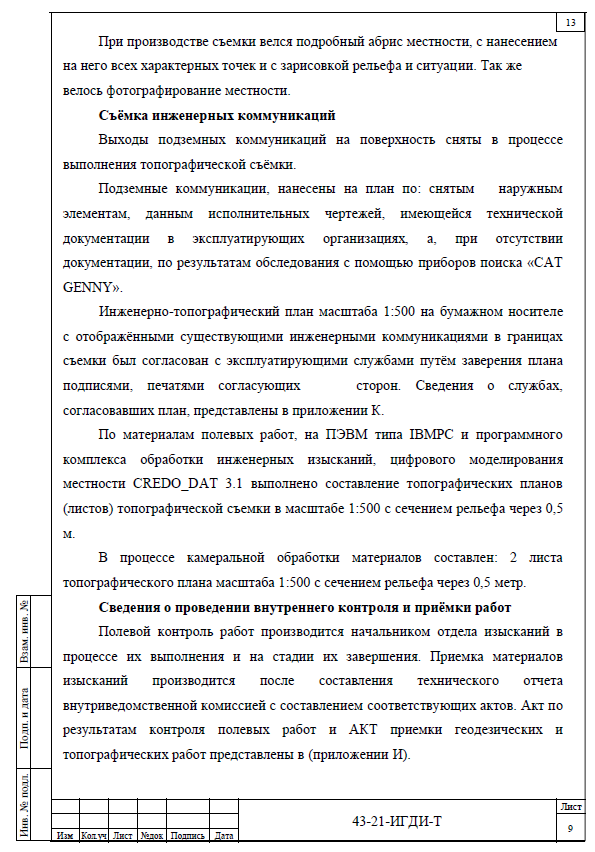 13
При производстве съемки велся подробный абрис местности, с нанесением
на него всех характерных точек и с зарисовкой рельефа и ситуации. Так же
велось фотографирование местности.
Съёмка инженерных коммуникаций
Выходы подземных коммуникаций на поверхность сняты в процессе
выполнения топографической съёмки.
Подземные коммуникации, нанесены на план по: снятым наружным
элементам, данным исполнительных чертежей, имеющейся технической
документации в эксплуатирующих организациях, а, при отсутствии
документации, по результатам обследования с помощью приборов поиска «CAT
GENNY».
Инженерно-топографический план масштаба 1:500 на бумажном носителе
с отображёнными существующими инженерными коммуникациями в границах
съемки был согласован с эксплуатирующими службами путём заверения плана
подписями, печатями согласующих сторон. Сведения о службах,
согласовавших план, представлены в приложении К.
По материалам полевых работ, на ПЭВМ типа IBMPC и программного
комплекса обработки инженерных изысканий, цифрового моделирования
местности CREDO_DAT 3.1 выполнено составление топографических планов
(листов) топографической съемки в масштабе 1:500 с сечением рельефа через 0,5
м.
В процессе камеральной обработки материалов составлен: 2 листа
топографического плана масштаба 1:500 с сечением рельефа через 0,5 метр.
Сведения о проведении внутреннего контроля и приёмки работ
Полевой контроль работ производится начальником отдела изысканий в
процессе их выполнения и на стадии их завершения. Приемка материалов
изысканий производится после составления технического отчета
внутриведомственной комиссией с составлением соответствующих актов. Акт по
результатам контроля полевых работ и АКТ приемки геодезических и
топографических работ представлены в (приложении И).
Взам. инв. №
Подп. и дата
Инв. № подл.
Изм Кол.уч Лист №док Подпись Дата
43-21-ИГДИ-Т
Лист
9